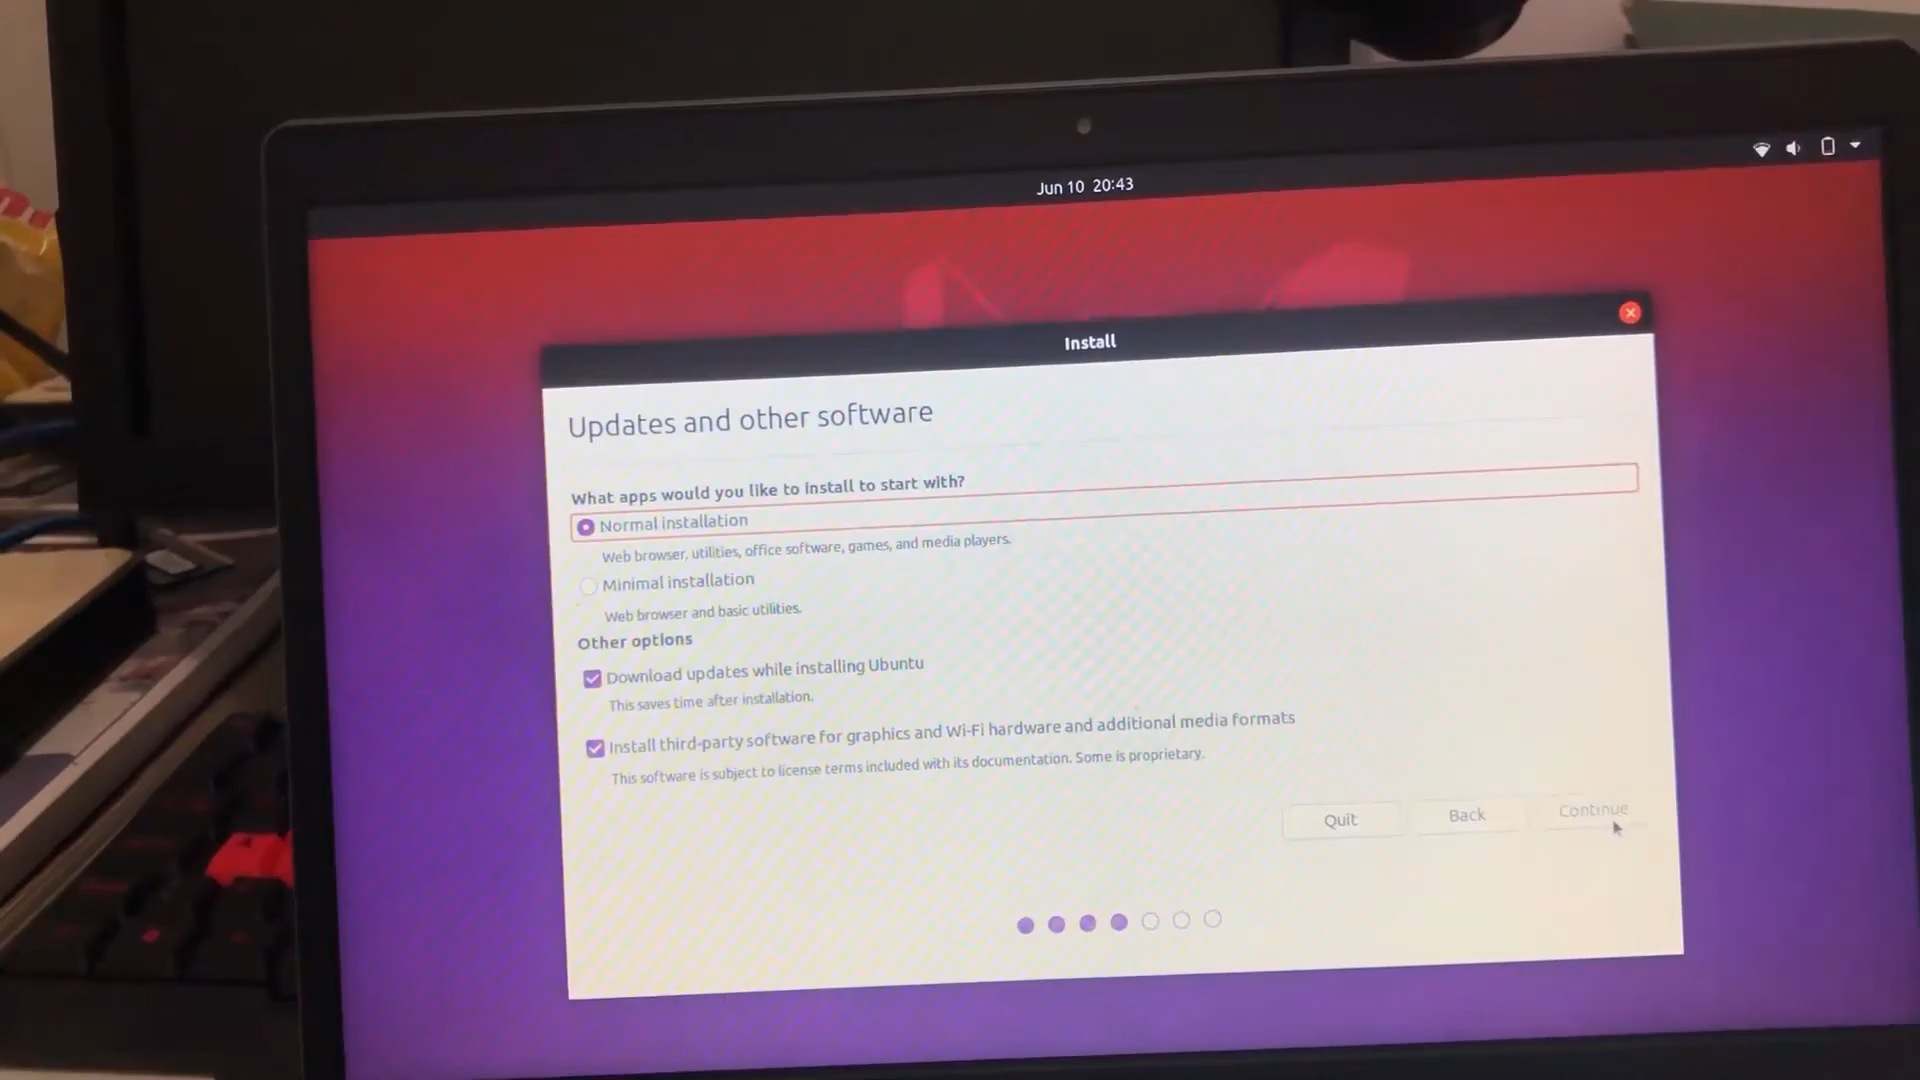 Jun 10 20:43
Install
Updates and other software
What apps would you like to install to start with?
Normal installation
Web browser, utilities, office software, games, and media players.
Minimal installation
Web browser and basic utilities.
Other options
Download updates while installing Ubuntu
This saves time after installation.
Install third-party software for graphics and Wi-Fi hardware and additional media formats
This software is subject to license terms included with its documentation. Some is proprietary.
Quit
Back
Continue